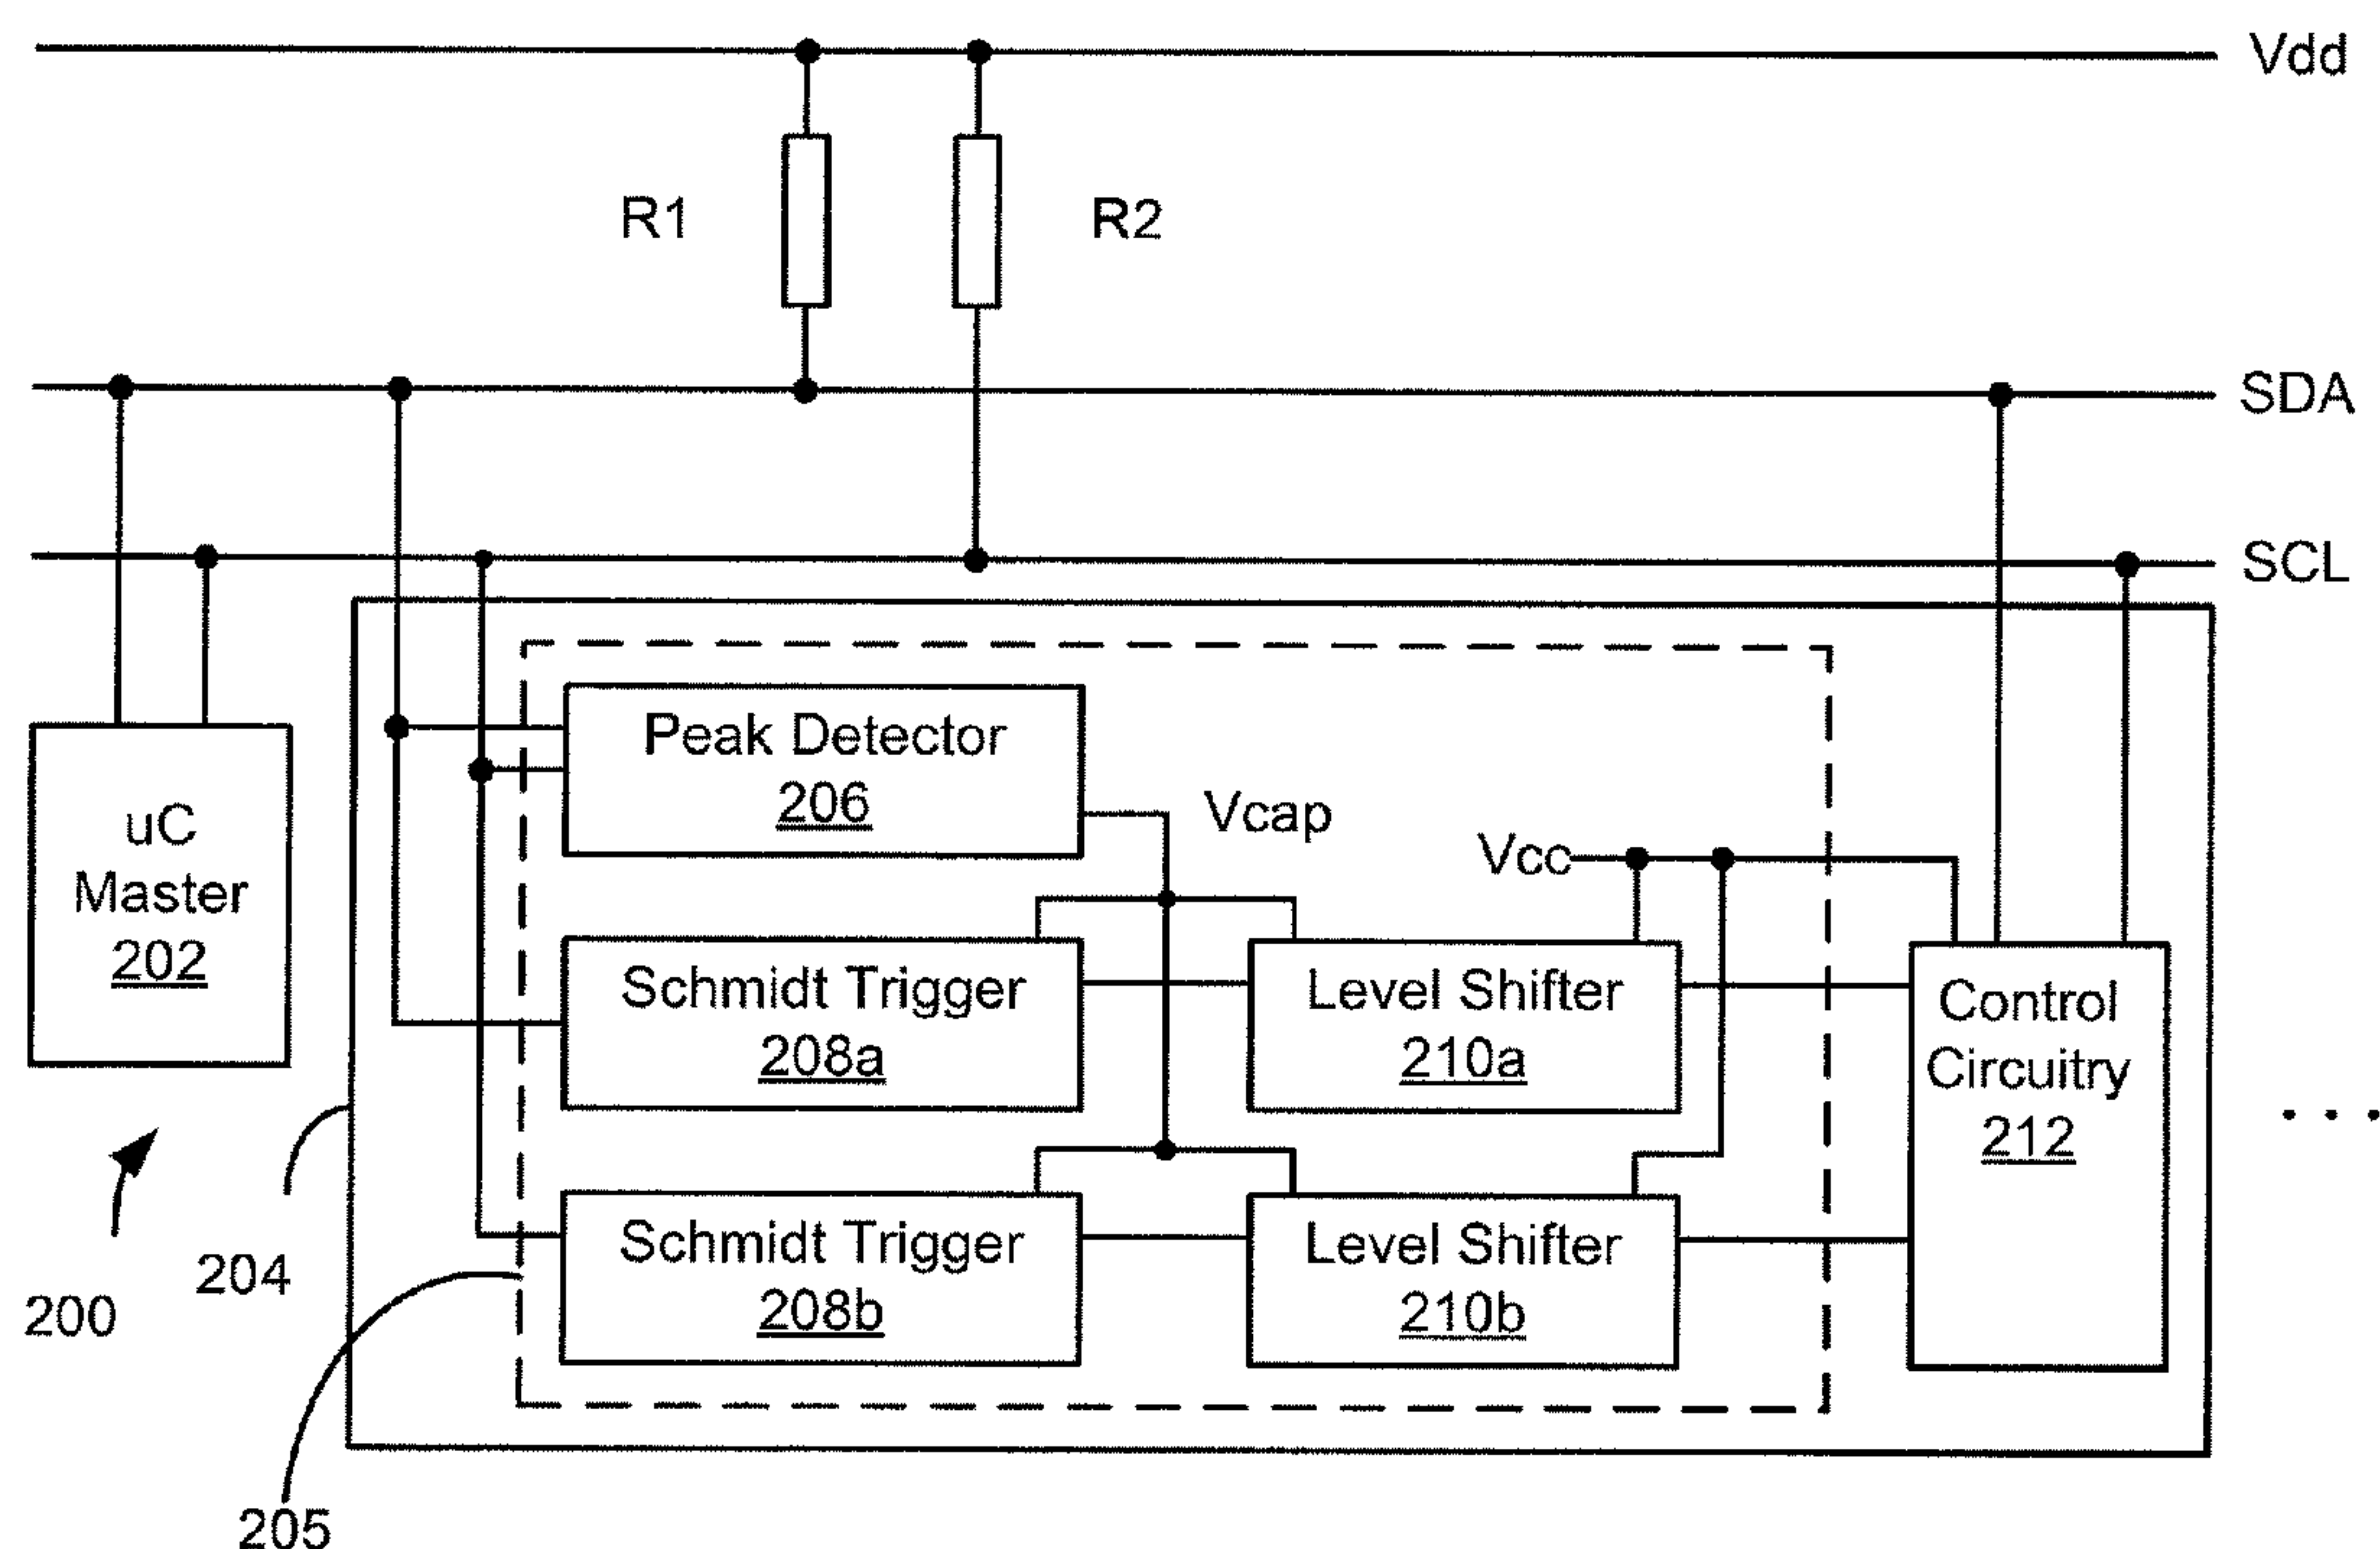 Vdd
R1
R2
SDA
SCL
Peak Detector
206
Vcap
Vcc
uC
Master
202
Schmidt Trigger
208a
Level Shifter
210a
Control
Circuitry
212
. . .
Schmidt Trigger
208b
Level Shifter
210b
204
200
205